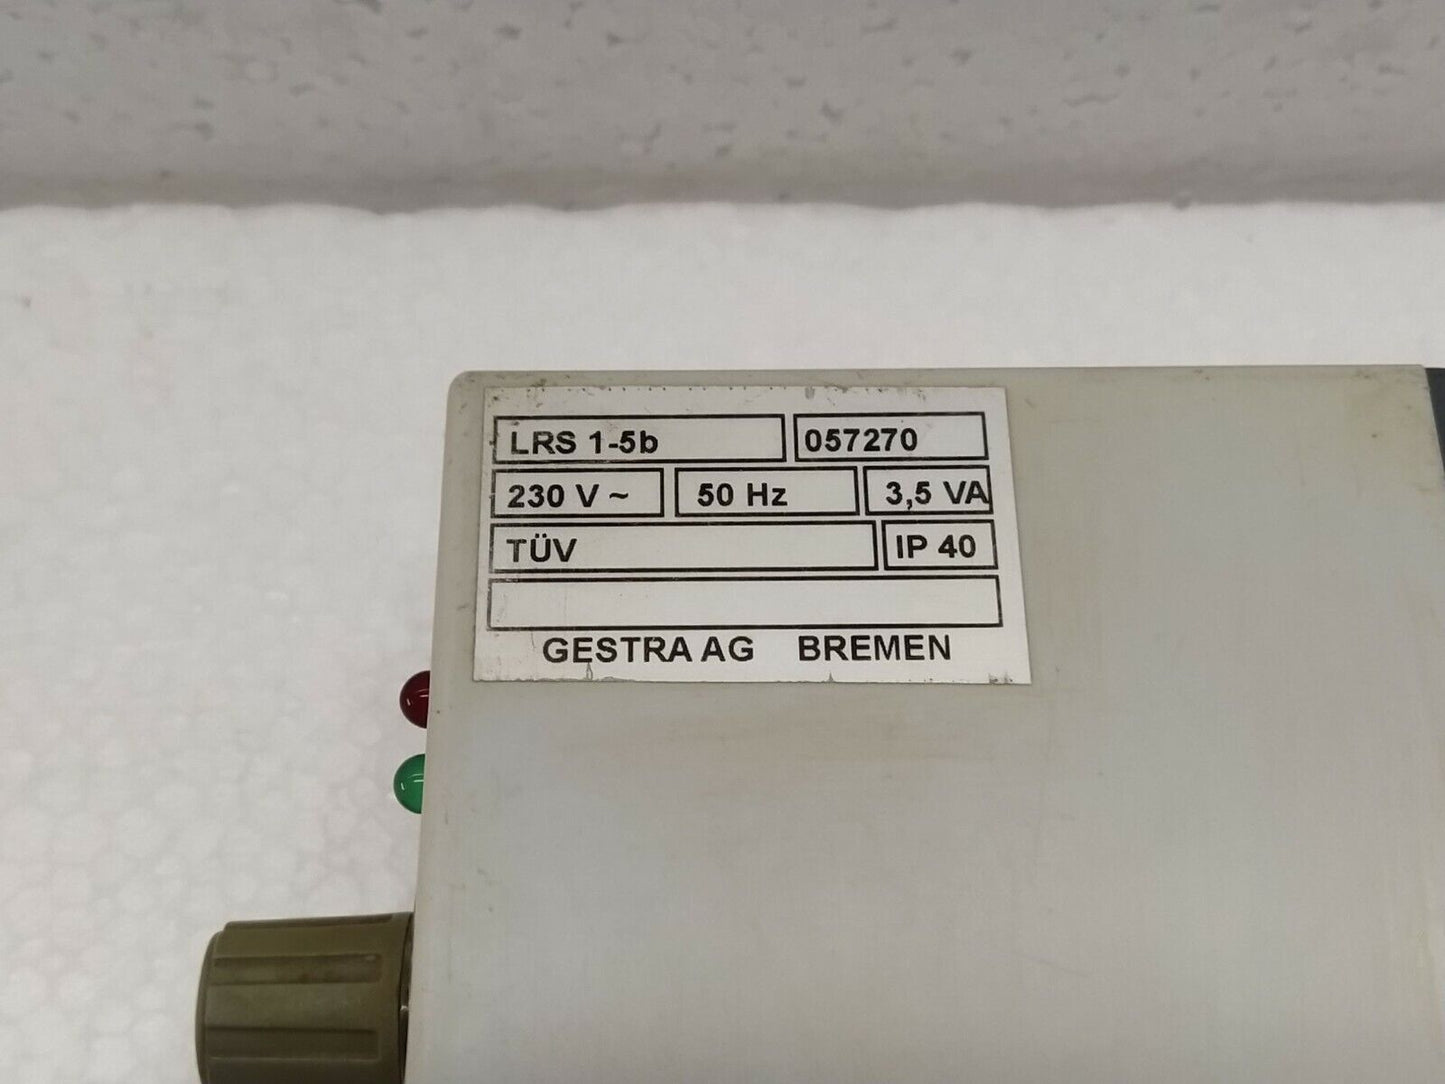 LRS 1-5b 057270
230 V ~ 50 Hz 3,5 VA
TÜV IP 40
GESTRA AG BREMEN